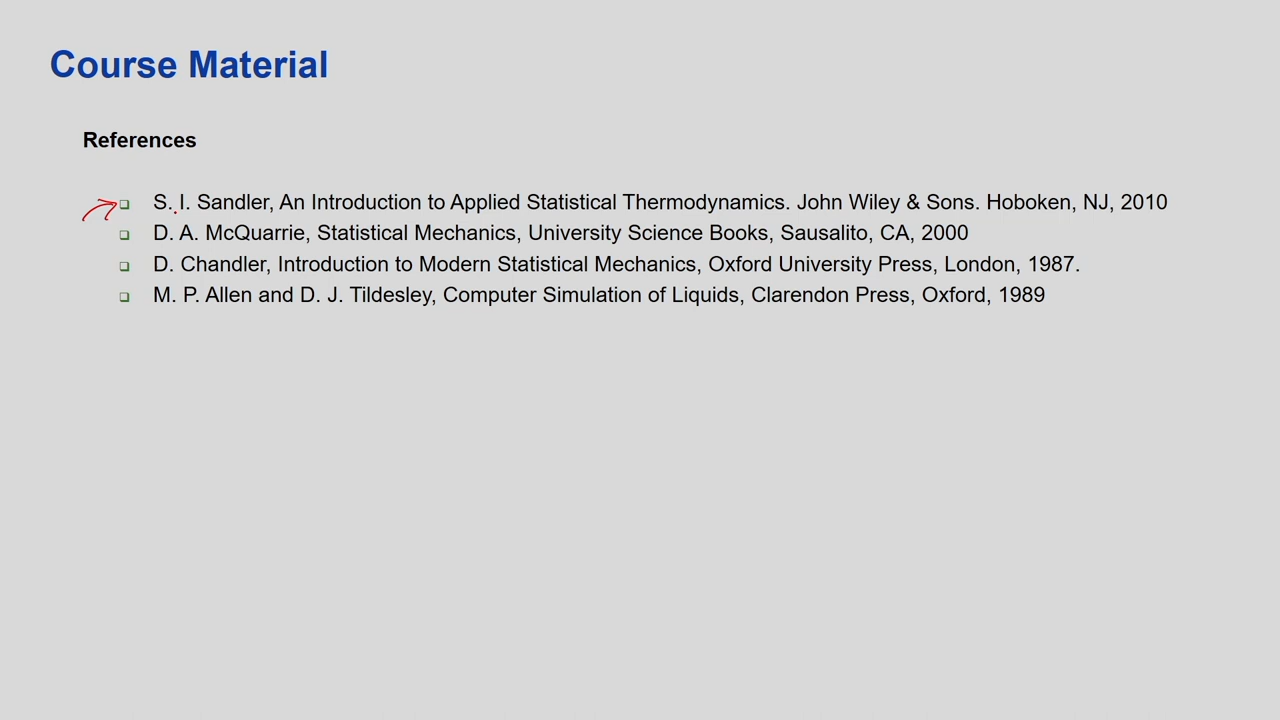 Course Material
References
S. I. Sandler, An Introduction to Applied Statistical Thermodynamics. John Wiley & Sons. Hoboken, NJ, 2010
D. A. McQuarrie, Statistical Mechanics, University Science Books, Sausalito, CA, 2000
D. Chandler, Introduction to Modern Statistical Mechanics, Oxford University Press, London, 1987.
M. P. Allen and D. J. Tildesley, Computer Simulation of Liquids, Clarendon Press, Oxford, 1989